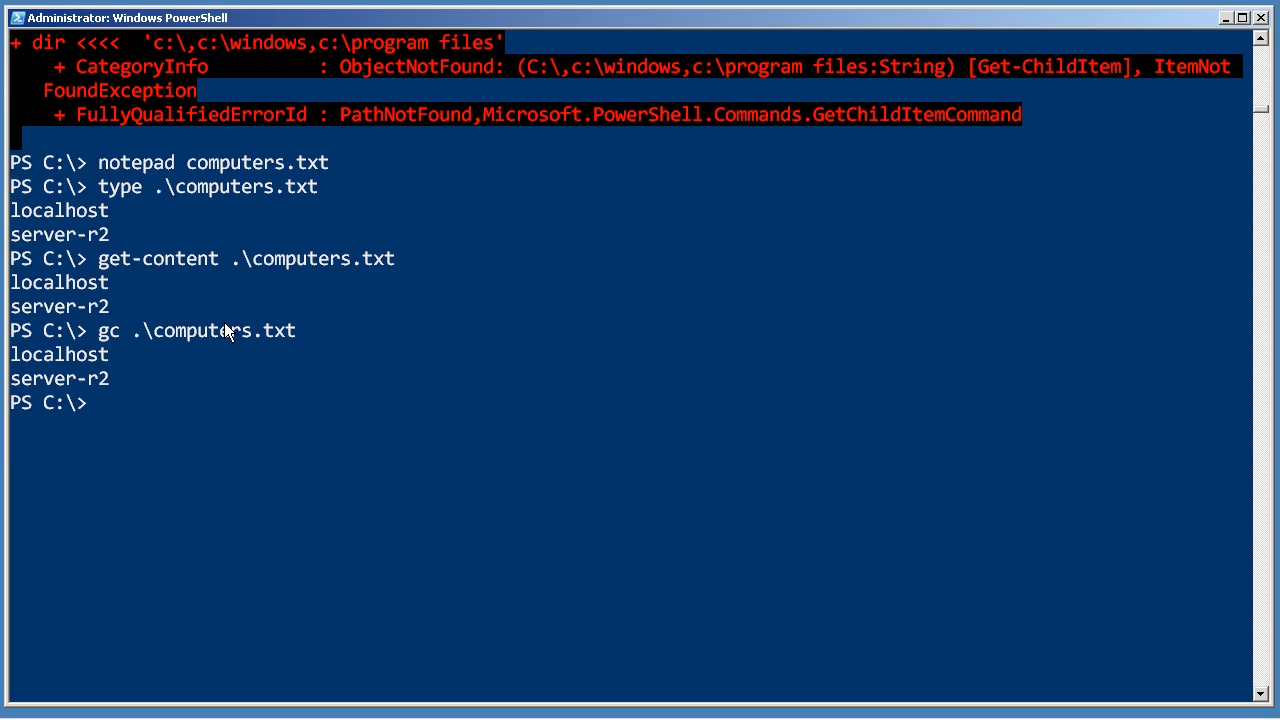 Administrator: Windows PowerShell
+ dir <<<<  'c:\,c:\windows,c:\program files'
    + CategoryInfo          : ObjectNotFound: (C:\,c:\windows,c:\program files:String) [Get-ChildItem], ItemNot
   FoundException
    + FullyQualifiedErrorId : PathNotFound,Microsoft.PowerShell.Commands.GetChildItemCommand
PS C:\> notepad computers.txt
PS C:\> type .\computers.txt
localhost
server-r2
PS C:\> get-content .\computers.txt
localhost
server-r2
PS C:\> gc .\computers.txt
localhost
server-r2
PS C:\>